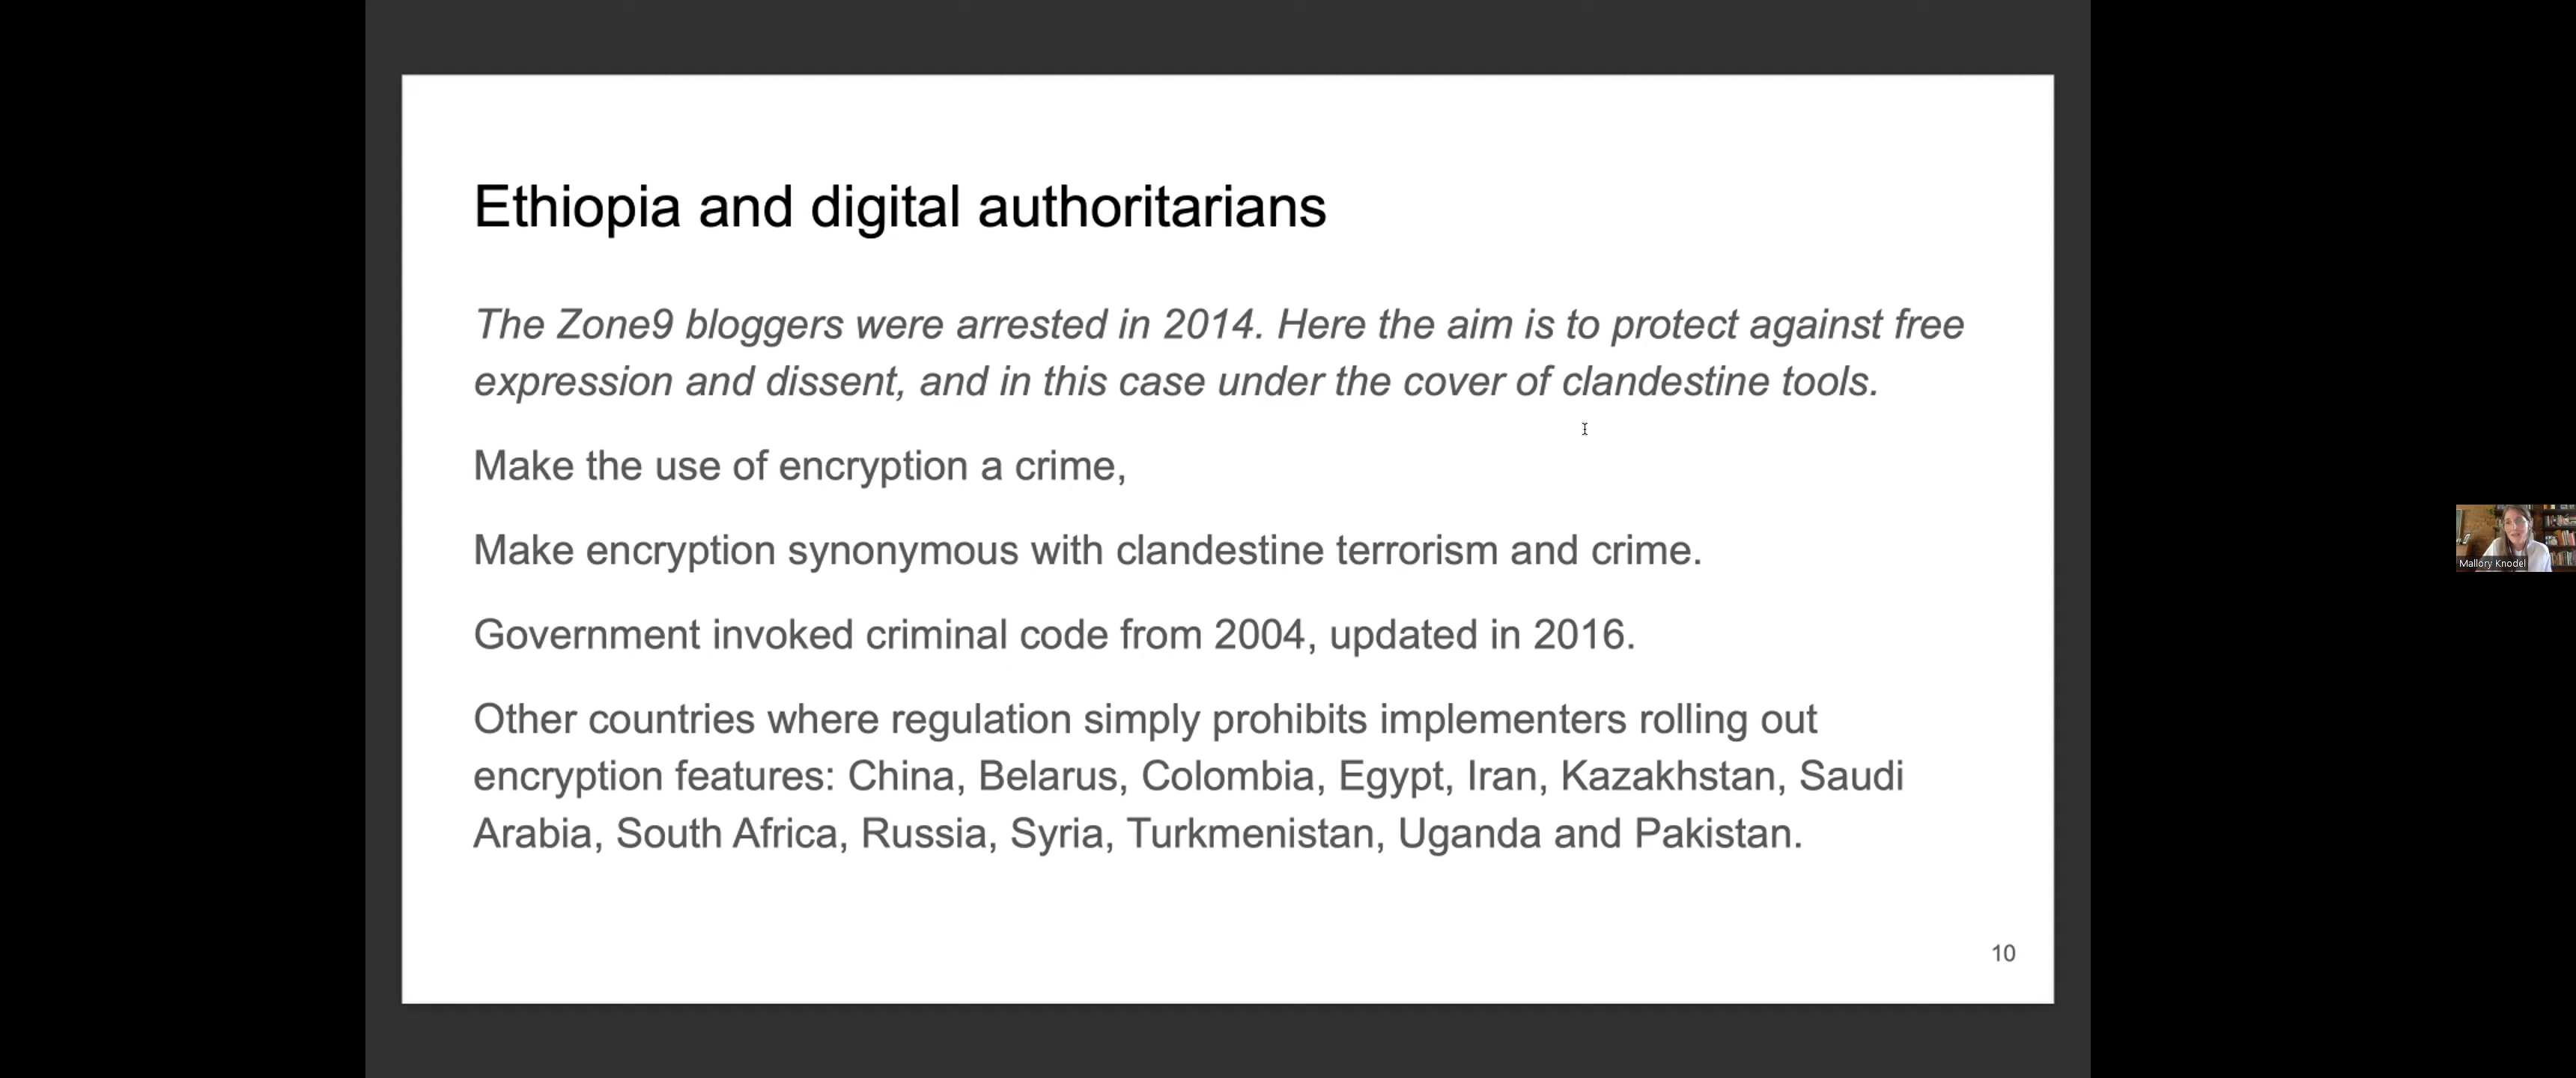 Ethiopia and digital authoritarians
The Zone9 bloggers were arrested in 2014. Here the aim is to protect against free
expression and dissent, and in this case under the cover of clandestine tools.
Make the use of encryption a crime,
Make encryption synonymous with clandestine terrorism and crime.
Government invoked criminal code from 2004, updated in 2016.
Other countries where regulation simply prohibits implementers rolling out
encryption features: China, Belarus, Colombia, Egypt, Iran, Kazakhstan, Saudi
Arabia, South Africa, Russia, Syria, Turkmenistan, Uganda and Pakistan.
10
Mallory Knodel